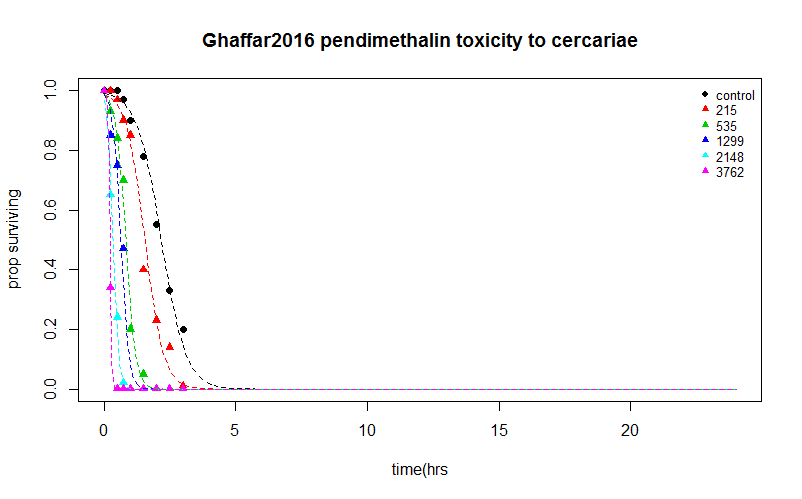 Ghaffar2016 pendimethalin toxicity to cercariae
prop surviving
1.0
0.8
0.6
0.4
0.2
0.0
control
215
535
1299
2148
3762
0 5 10 15 20
time(hrs